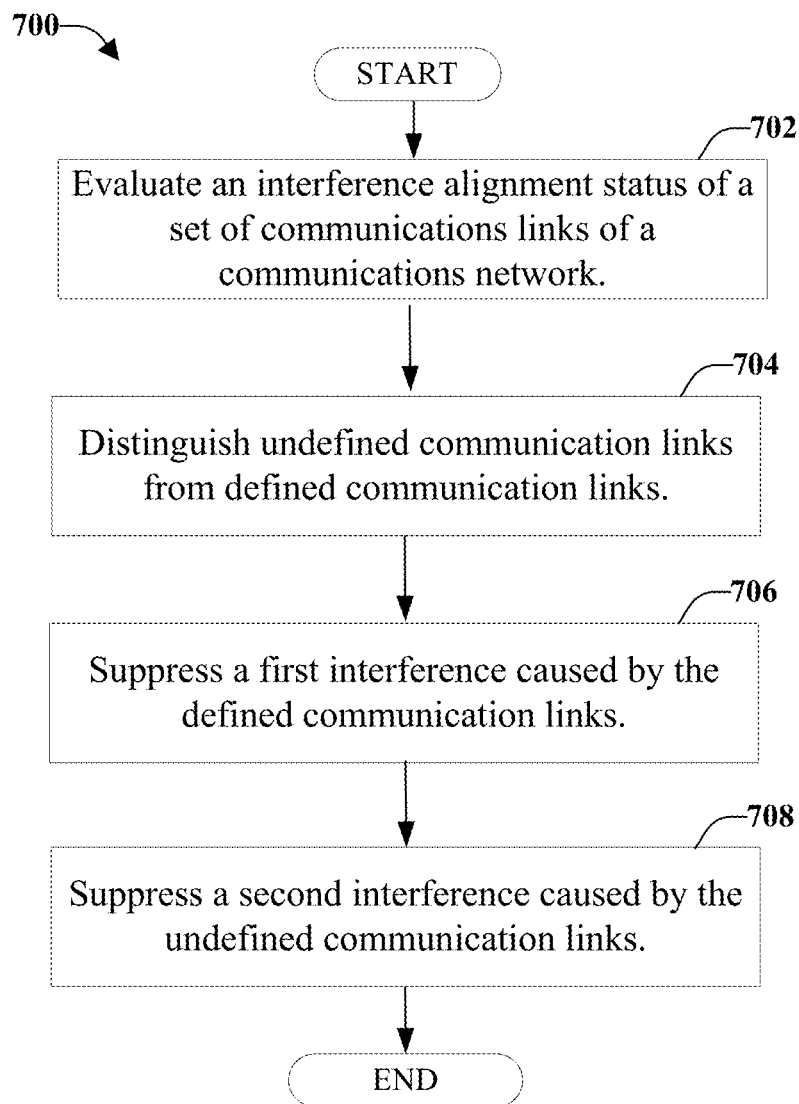 700
START
702
Evaluate an interference alignment status of a
set of communications links of a
communications network.
704
Distinguish undefined communication links
from defined communication links.
706
Suppress a first interference caused by the
defined communication links.
708
Suppress a second interference caused by the
undefined communication links.
END